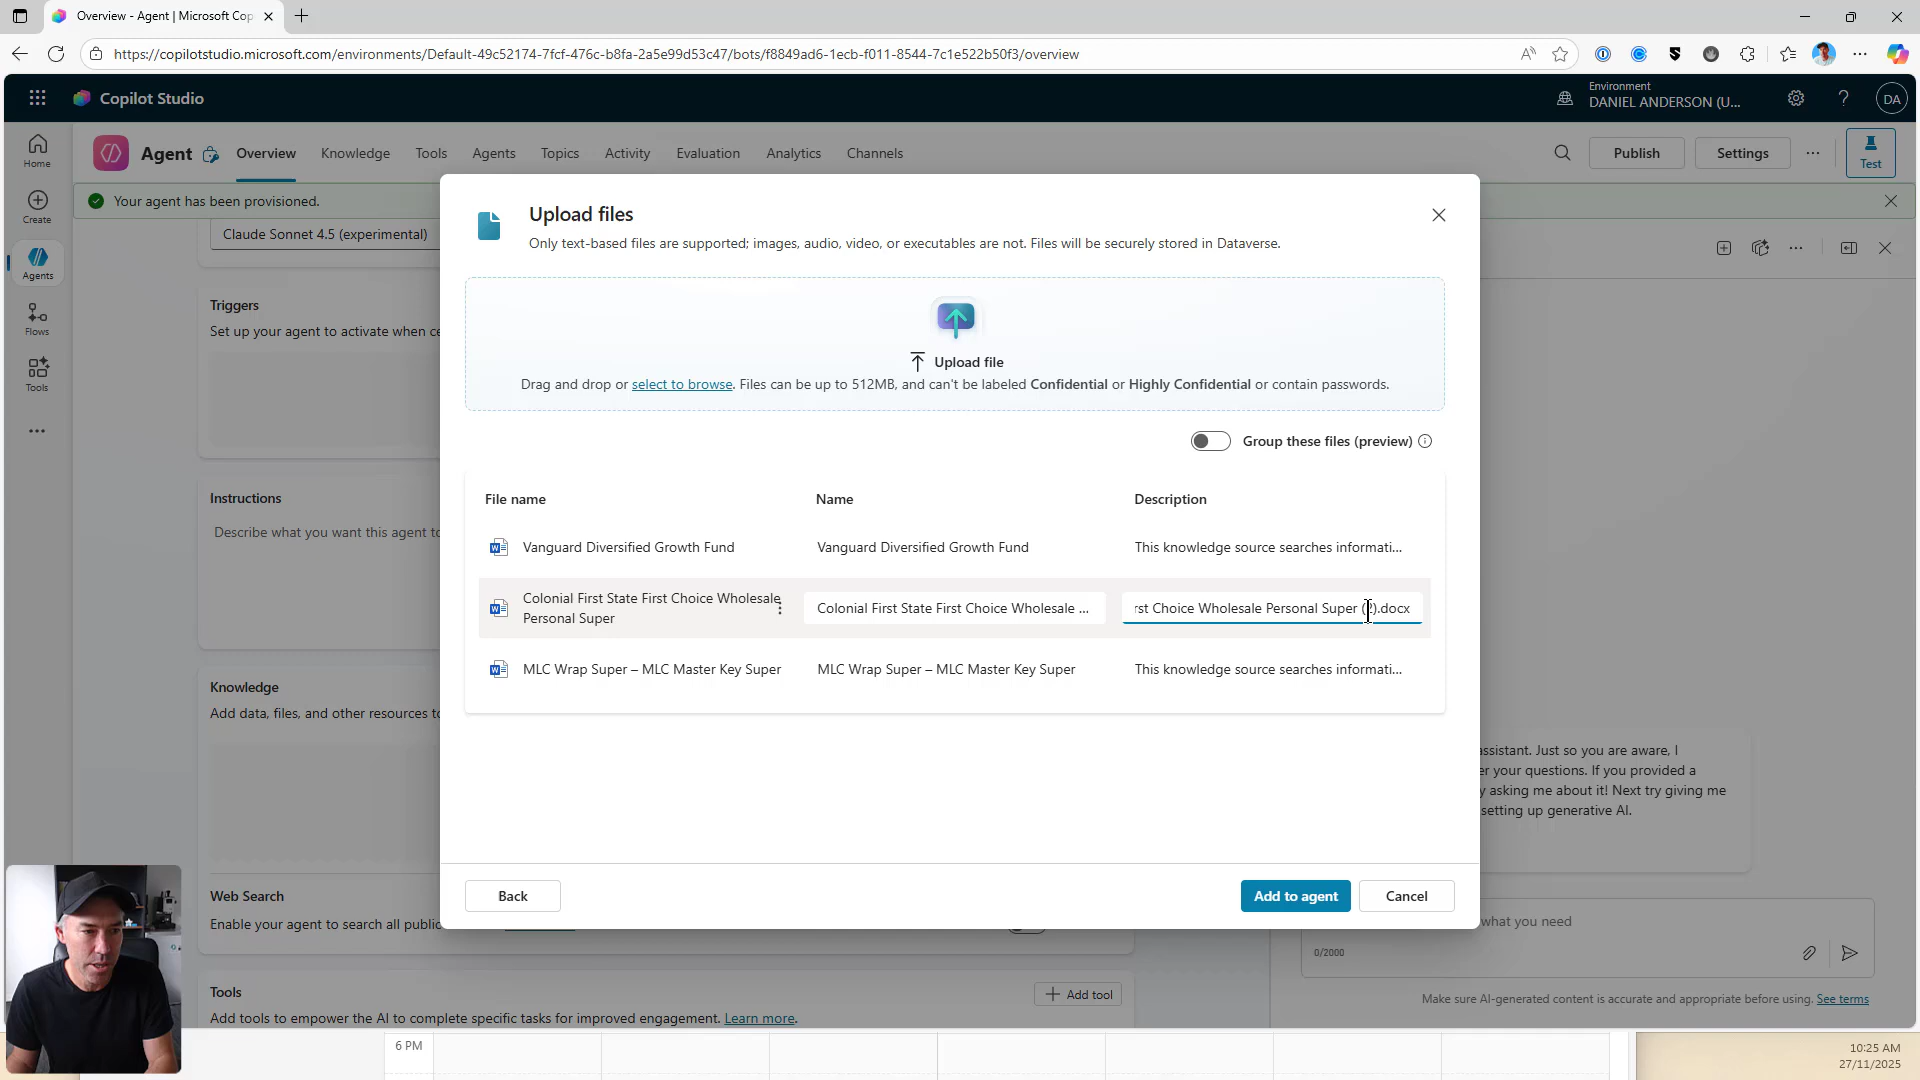 Overview - Agent | Microsoft Cop
https://copilotstudio.microsoft.com/environments/Default-49c52174-7fcf-476c-b8fa-2a5e99d53c47/bots/f8849ad6-1ecb-f011-8544-7c1e522b50f3/overview
Copilot Studio
Environment
DANIEL ANDERSON (U...
DA
Home
Create
Agents
Flows
Tools
Agent
Overview
Knowledge
Tools
Agents
Topics
Activity
Evaluation
Analytics
Channels
Publish
Settings
Test
Your agent has been provisioned.
Claude Sonnet 4.5 (experimental)
Triggers
Set up your agent to activate when ce
Instructions
Describe what you want this agent to
Knowledge
Add data, files, and other resources to
Web Search
Enable your agent to search all public
Tools
Add tool
Add tools to empower the AI to complete specific tasks for improved engagement. Learn more.
Upload files
Only text-based files are supported; images, audio, video, or executables are not. Files will be securely stored in Dataverse.
Upload file
Drag and drop or select to browse. Files can be up to 512MB, and can't be labeled Confidential or Highly Confidential or contain passwords.
Group these files (preview)
File name Name Description
Vanguard Diversified Growth Fund Vanguard Diversified Growth Fund This knowledge source searches informati...
Colonial First State First Choice Wholesale
Personal Super
Colonial First State First Choice Wholesale ...
rst Choice Wholesale Personal Super (2).docx
MLC Wrap Super – MLC Master Key Super MLC Wrap Super – MLC Master Key Super This knowledge source searches informati...
Back
Add to agent
Cancel
assistant. Just so you are aware, I
er your questions. If you provided a
y asking me about it! Next try giving me
setting up generative AI.
what you need
0/2000
Make sure AI-generated content is accurate and appropriate before using. See terms
6 PM
10:25 AM
27/11/2025